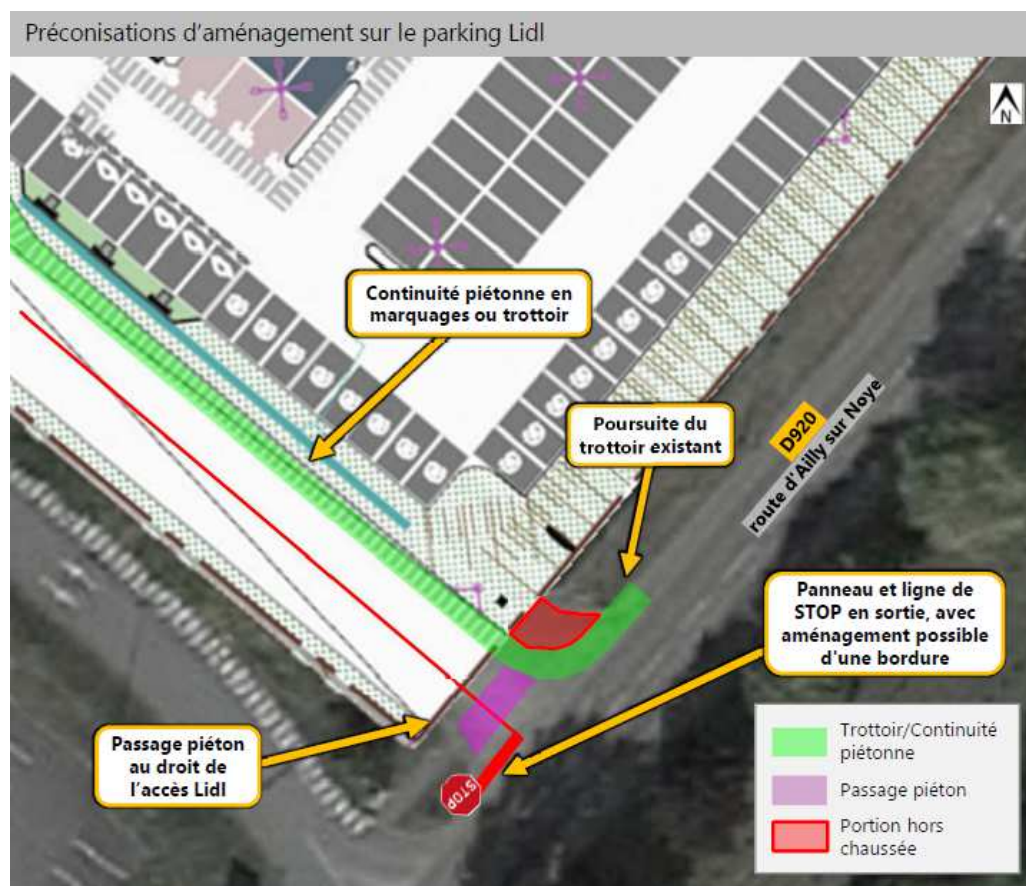 Préconisations d'aménagement sur le parking Lidl
N
Continuité piétonne en
marquages ou trottoir
Poursuite du
trottoir existant
D920
route d'Ailly sur Noye
Panneau et ligne de
STOP en sortie, avec
aménagement possible
d'une bordure
Passage piéton
au droit de
l'accès Lidl
STOP
Trottoir/Continuité
piétonne
Passage piéton
Portion hors
chaussée